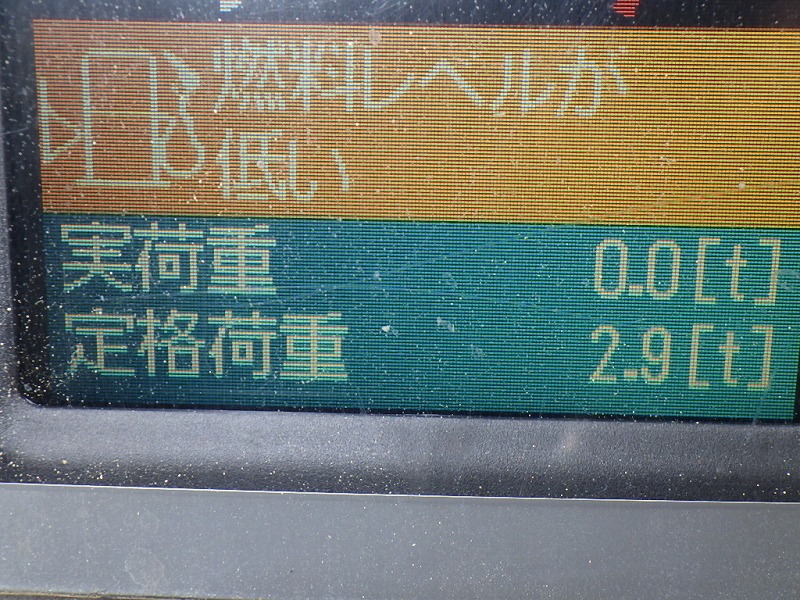 燃料レベルが
低い
実荷重 0.0[t]
定格荷重 2.9[t]